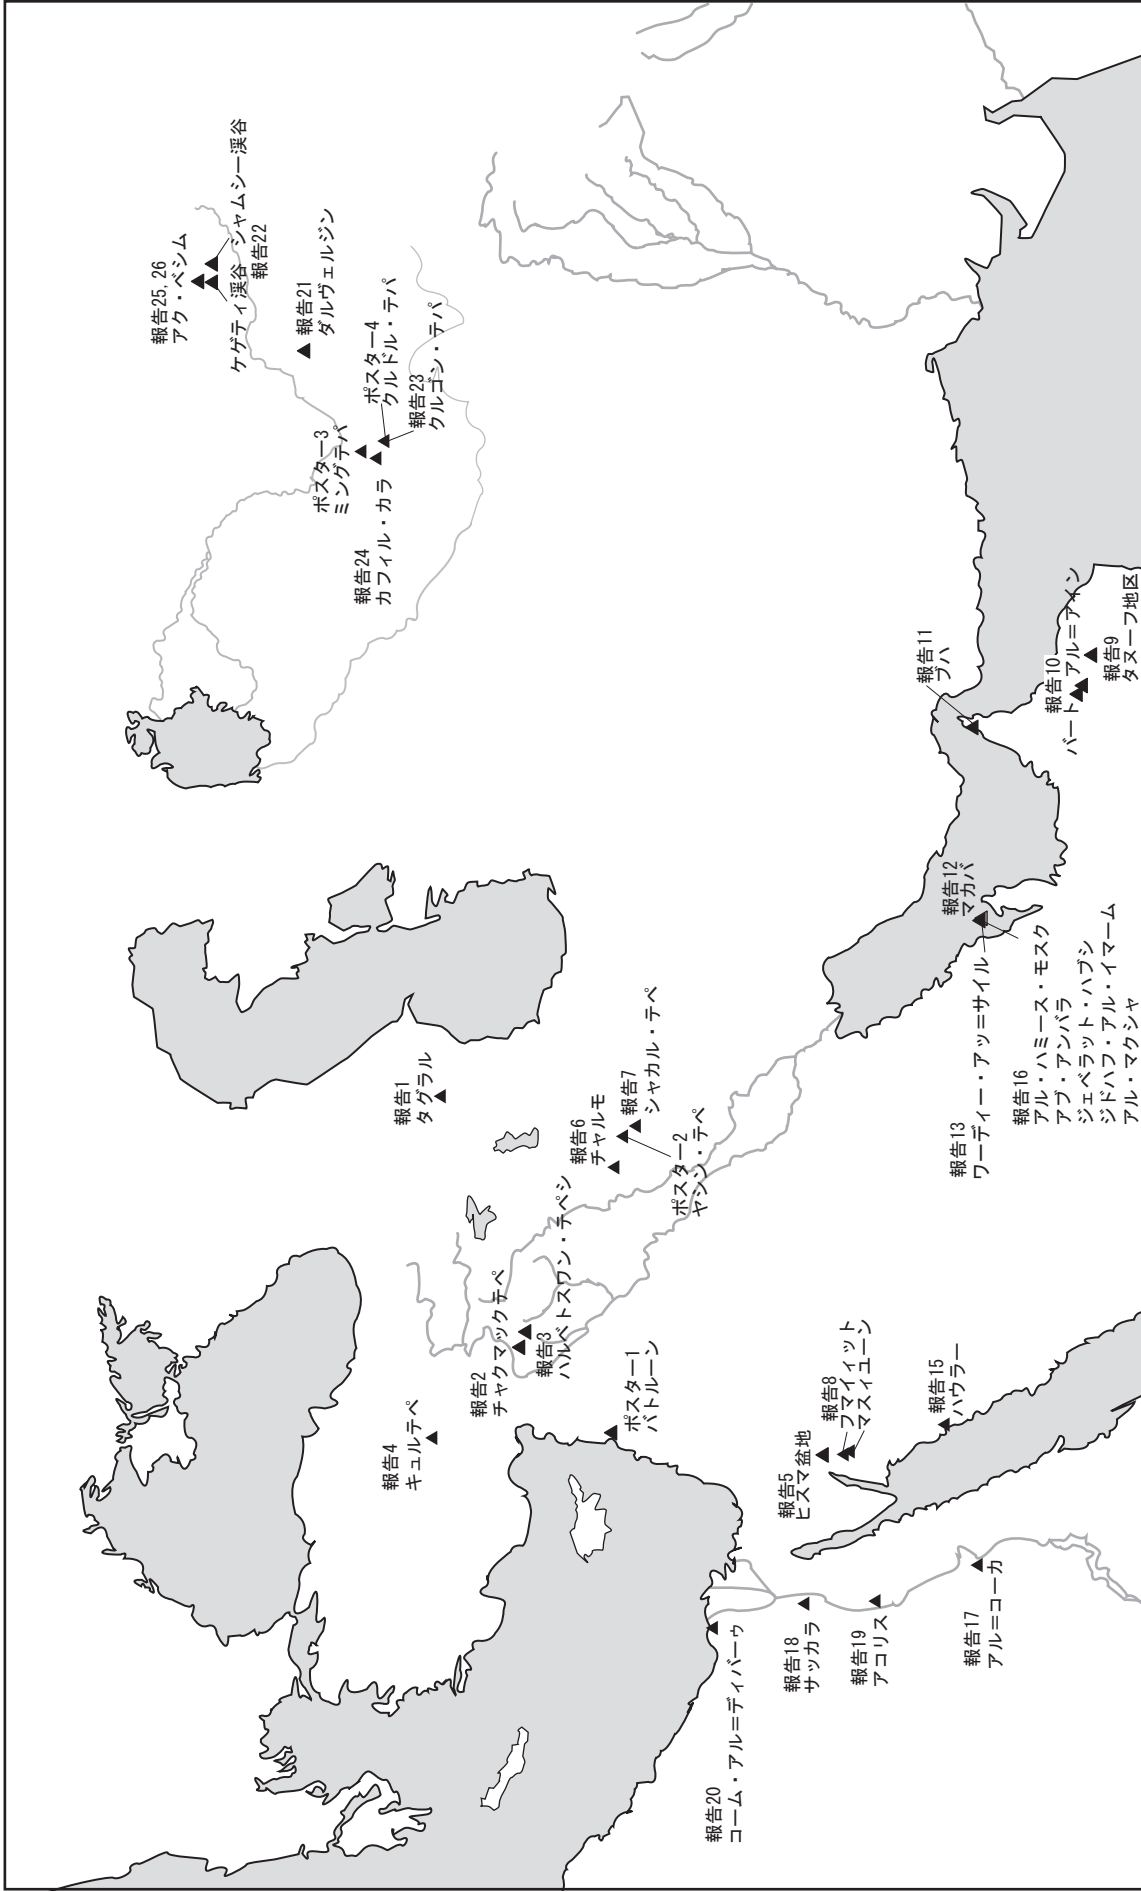 報告25, 26
アク・ベシム
ケゲティ渓谷
シャムシー渓谷
報告22
報告21
ダルヴェルジン
ポスター4
クルドル・テパ
報告23
クルゴン・テパ
ポスター3
ミングテパ
報告24
カフィル・カラ
報告1
タグラル
報告6
チャルモ
報告7
シャカル・テペ
ポスター2
ヤシン・テペ
報告2
チャクマックテペ
報告3
ハルベトスワン・テペシ
報告4
キュルテペ
ポスター1
バトルーン
報告5
ヒスマ盆地
報告8
フマイィット
マスィユーン
報告15
ハウラー
報告11
ブハ
報告10
バート
アル＝アイン
報告9
タヌーフ地区
報告12
マカバ
報告13
ワーディー・アッ＝サイル
報告16
アル・ハミース・モスク
アブ・アンバラ
ジェベラット・ハブシ
ジドハフ・アル・イマーム
アル・マクシャ
報告20
コーム・アル＝ディバーゥ
報告18
サッカラ
報告19
アコリス
報告17
アル＝コーカ